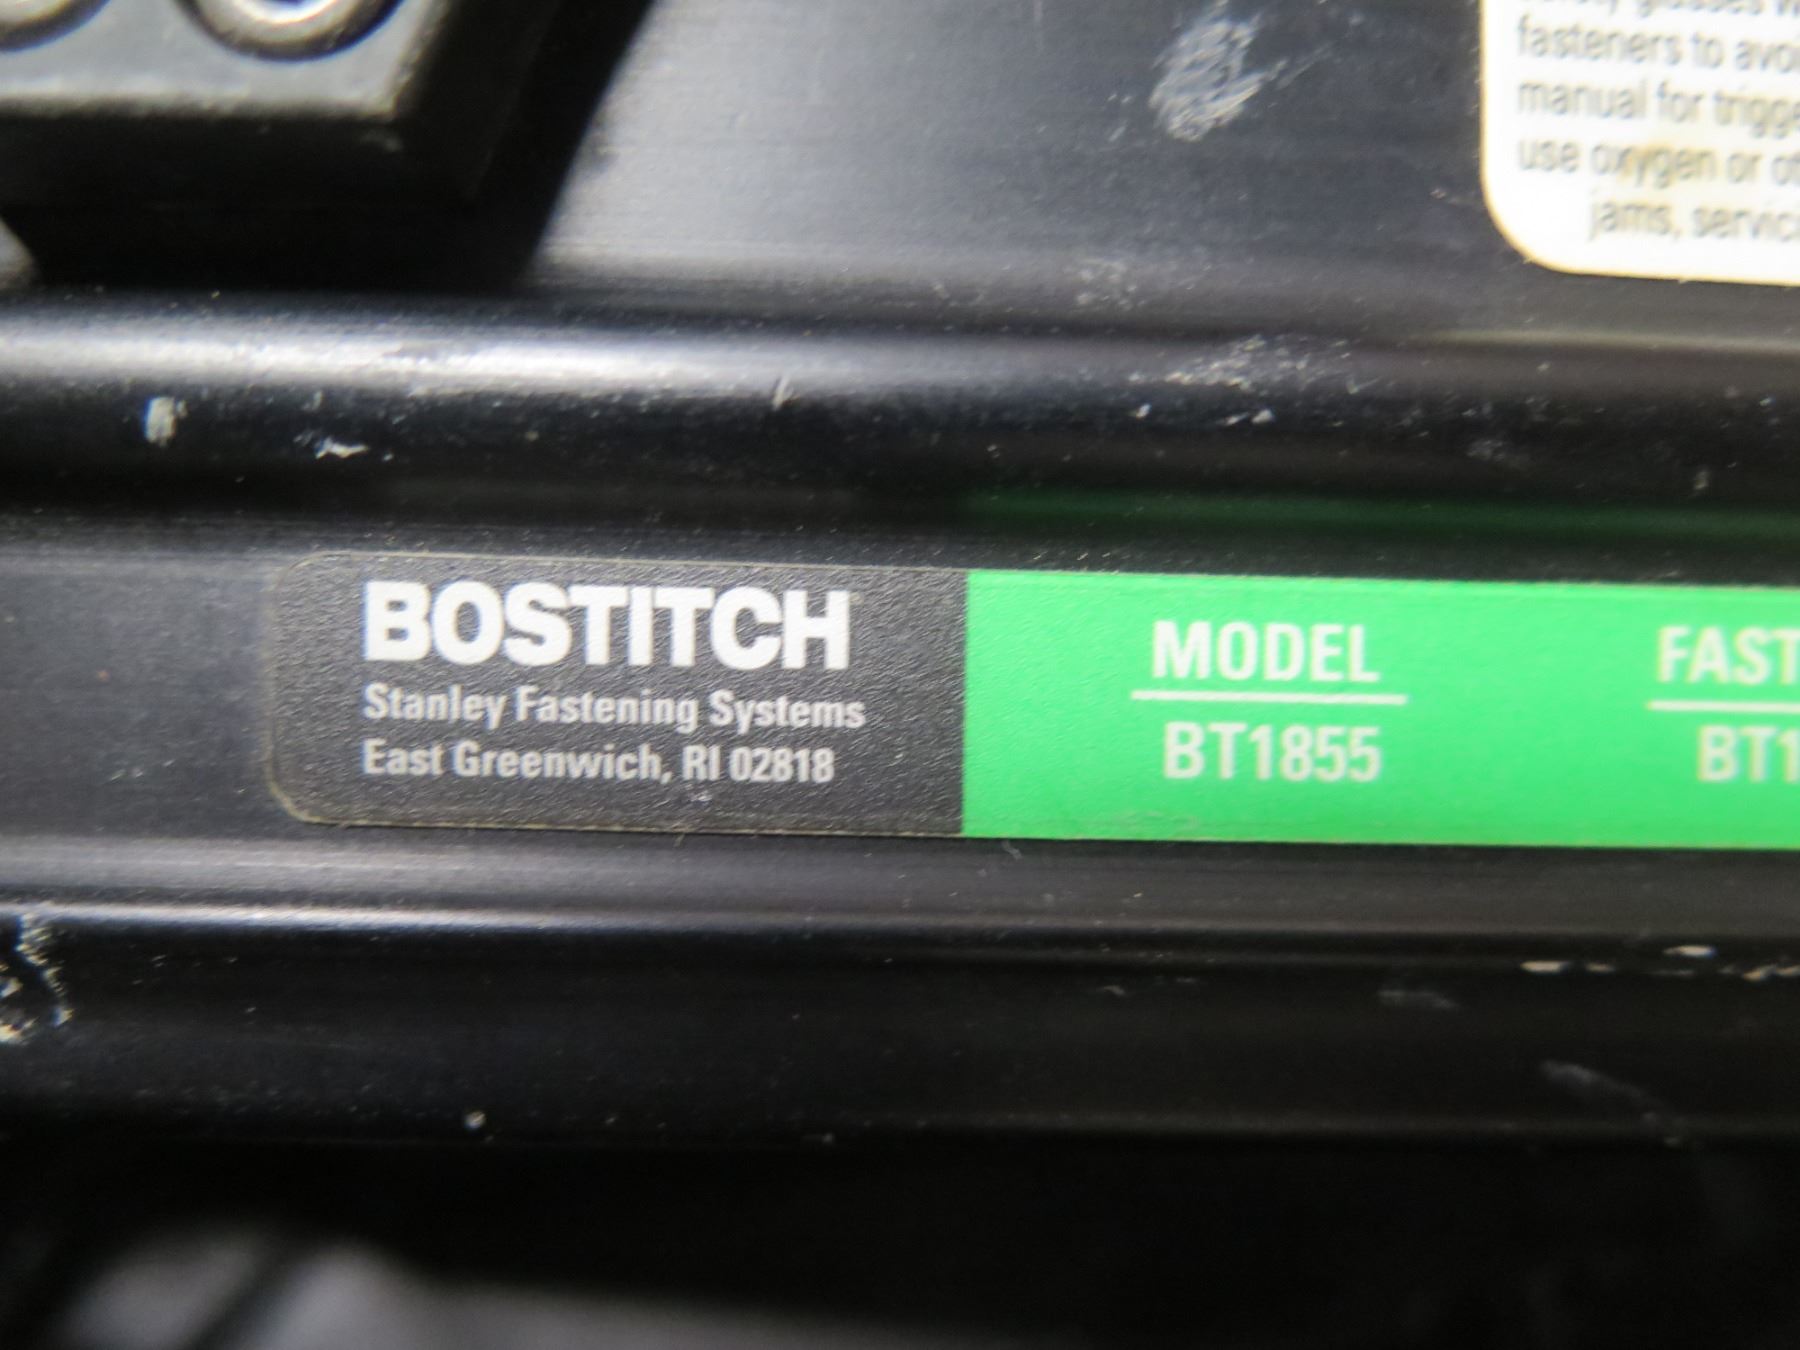 fasteners to avoi
manual for trigge
use oxygen or ot
jams, servic
BOSTITCH
Stanley Fastening Systems
East Greenwich, RI 02818
MODEL
BT1855
FAST
BT1